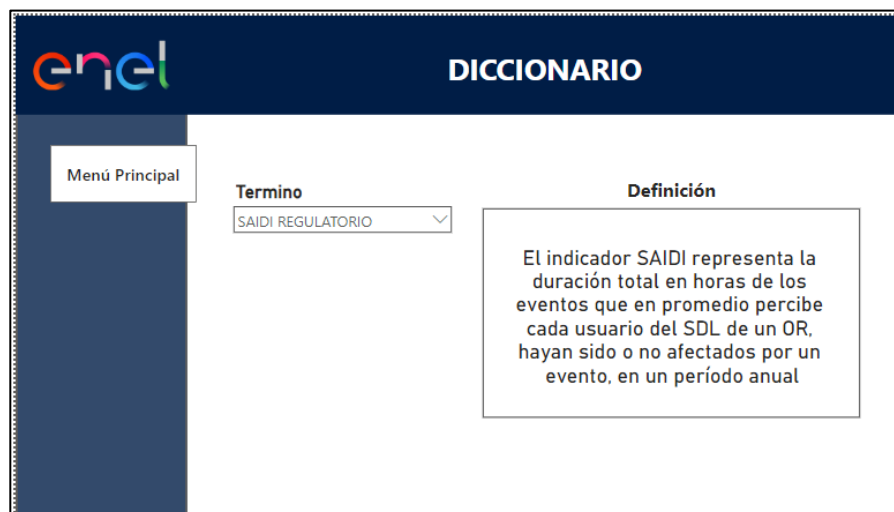 enel
DICCIONARIO
Menú Principal
Termino
SAIDI REGULATORIO
Definición
El indicador SAIDI representa la
duración total en horas de los
eventos que en promedio percibe
cada usuario del SDL de un OR,
hayan sido o no afectados por un
evento, en un período anual